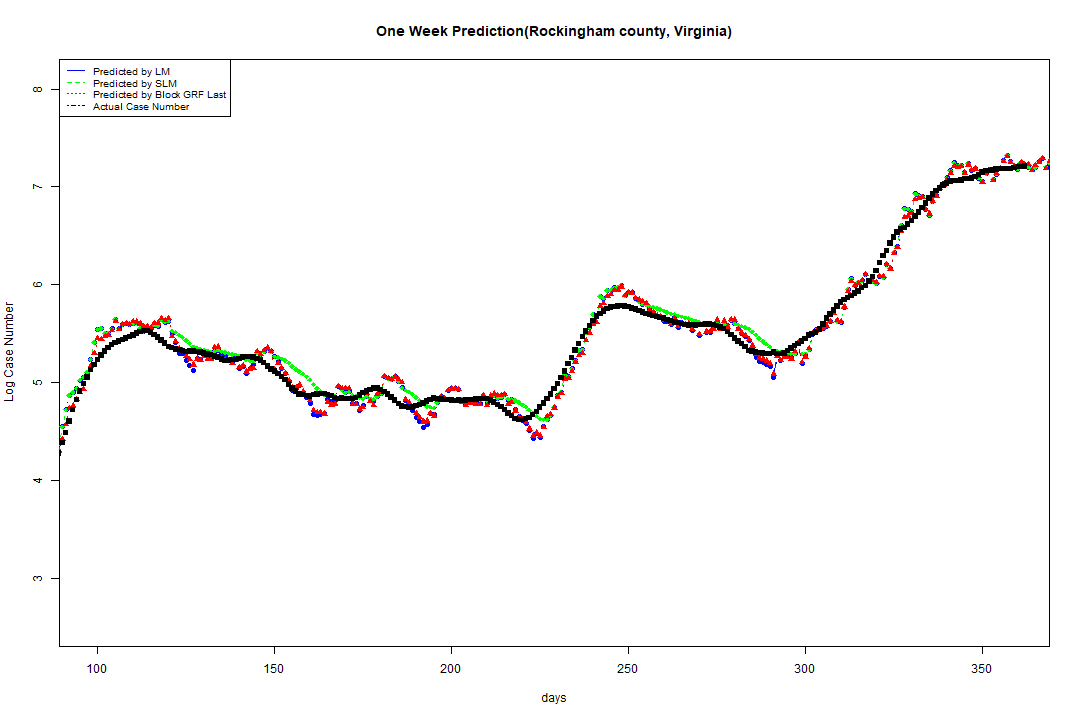 One Week Prediction(Rockingham county, Virginia)
Predicted by LM
Predicted by SLM
Predicted by Block GRF Last
Actual Case Number
8
7
6
5
4
3
Log Case Number
100 150 200 250 300 350
days